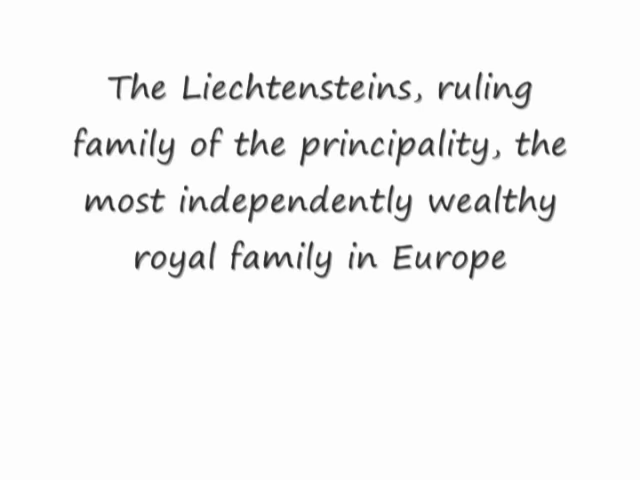 The Liechtensteins, ruling
family of the principality, the
most independently wealthy
royal family in Europe